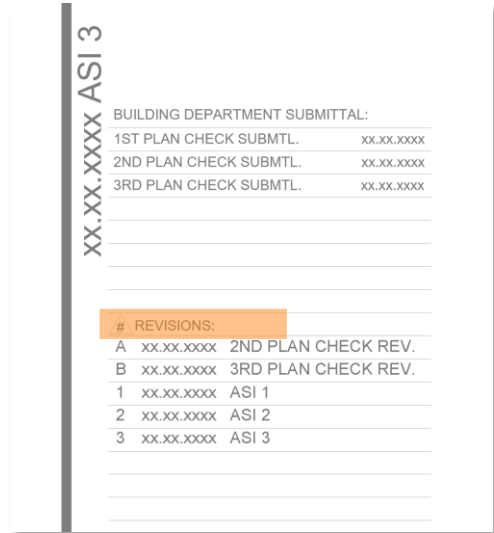 xx.xx.xxxx ASI 3
BUILDING DEPARTMENT SUBMITTAL:
1ST PLAN CHECK SUBMTL. xx.xx.xxxx
2ND PLAN CHECK SUBMTL. xx.xx.xxxx
3RD PLAN CHECK SUBMTL. xx.xx.xxxx
# REVISIONS:
A xx.xx.xxxx 2ND PLAN CHECK REV.
B xx.xx.xxxx 3RD PLAN CHECK REV.
1 xx.xx.xxxx ASI 1
2 xx.xx.xxxx ASI 2
3 xx.xx.xxxx ASI 3